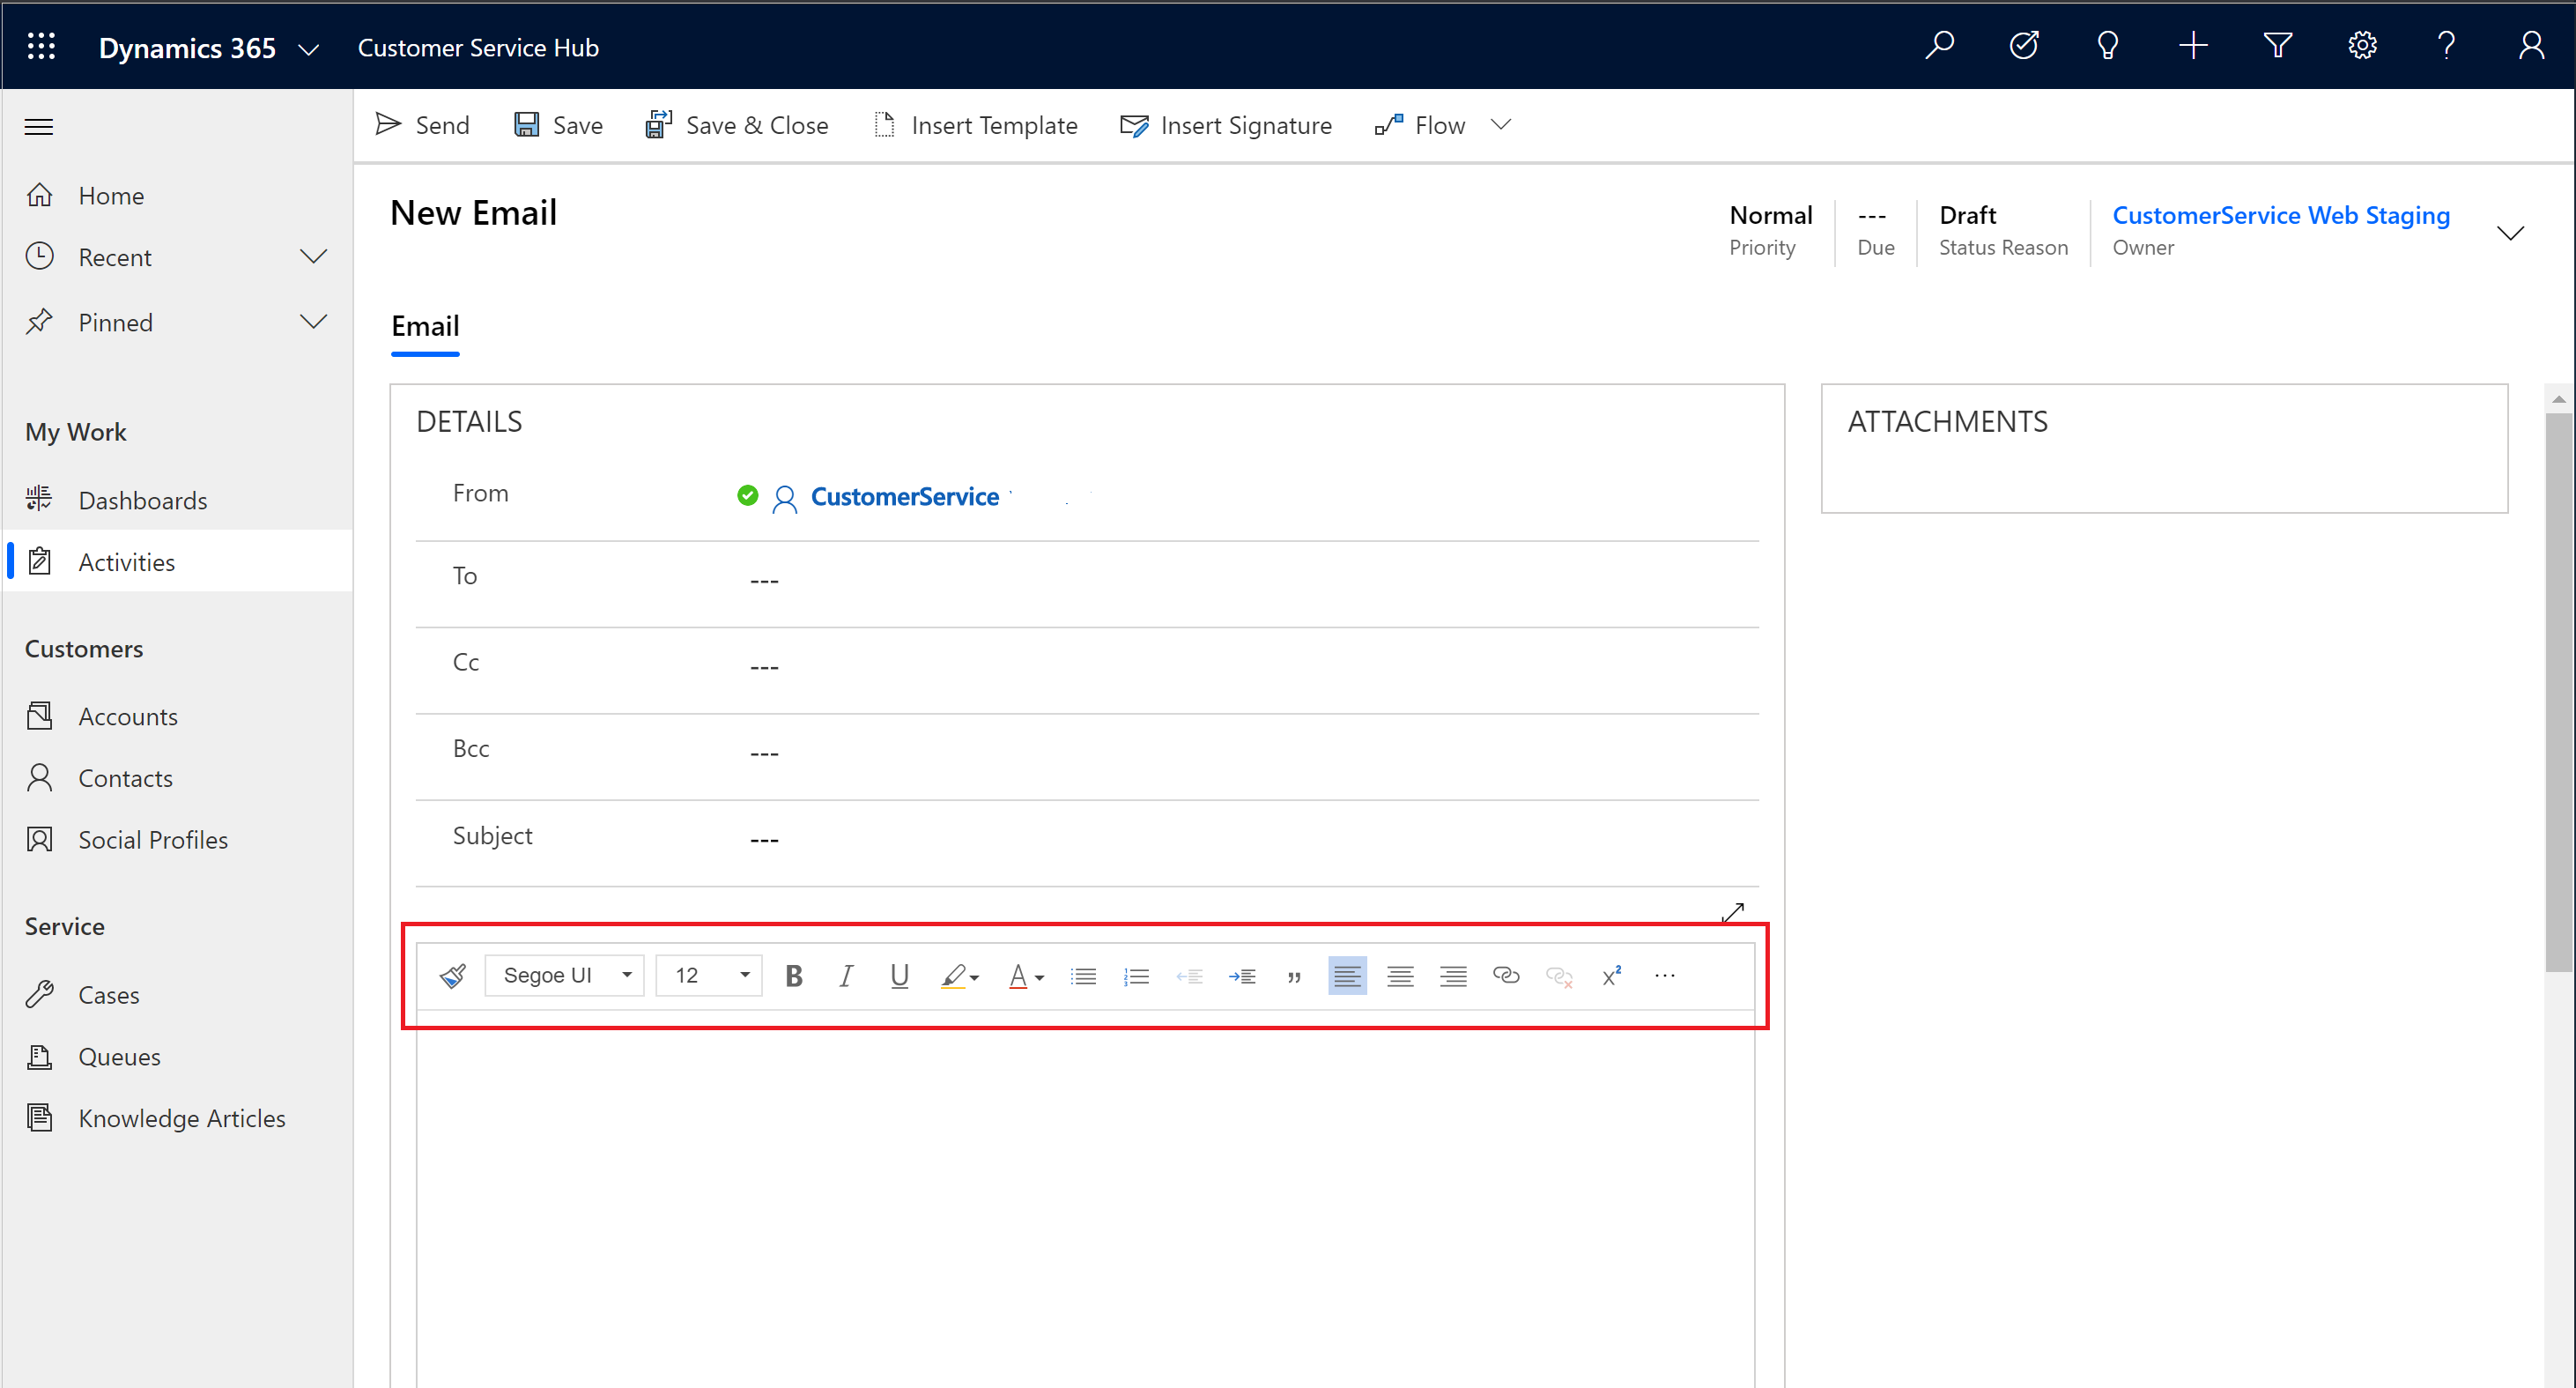 Dynamics 365 Customer Service Hub
Send Save Save & Close Insert Template Insert Signature Flow
Home
Recent
Pinned
My Work
Dashboards
Activities
Customers
Accounts
Contacts
Social Profiles
Service
Cases
Queues
Knowledge Articles
New Email
Normal --- Draft CustomerService Web Staging
Priority Due Status Reason Owner
Email
DETAILS
From CustomerService
To ---
Cc ---
Bcc ---
Subject ---
Segoe UI 12 B I U A x²
ATTACHMENTS